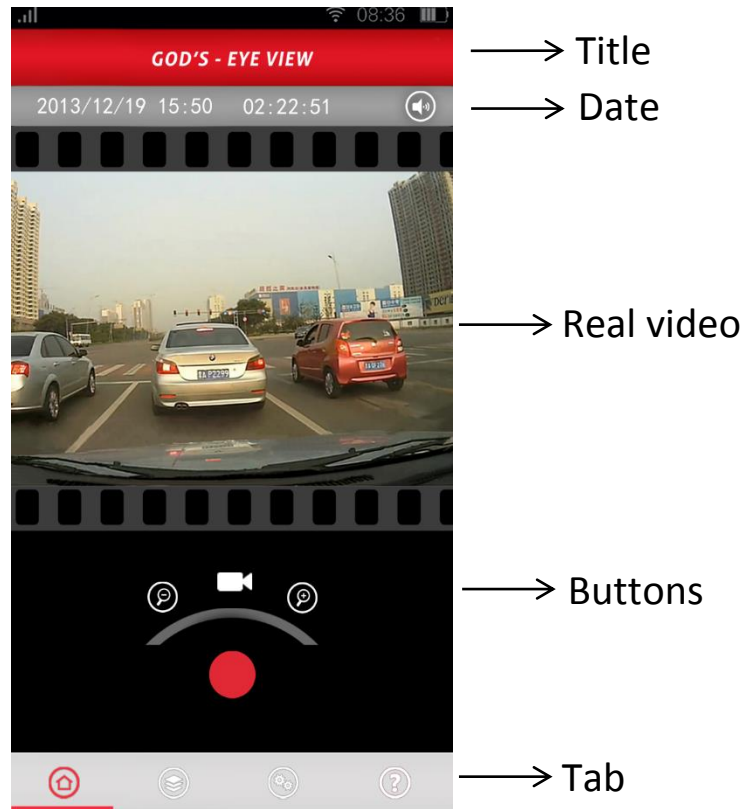 08:36
GOD'S - EYE VIEW
Title
2013/12/19 15:50 02:22:51
Date
Real video
Buttons
?
Tab